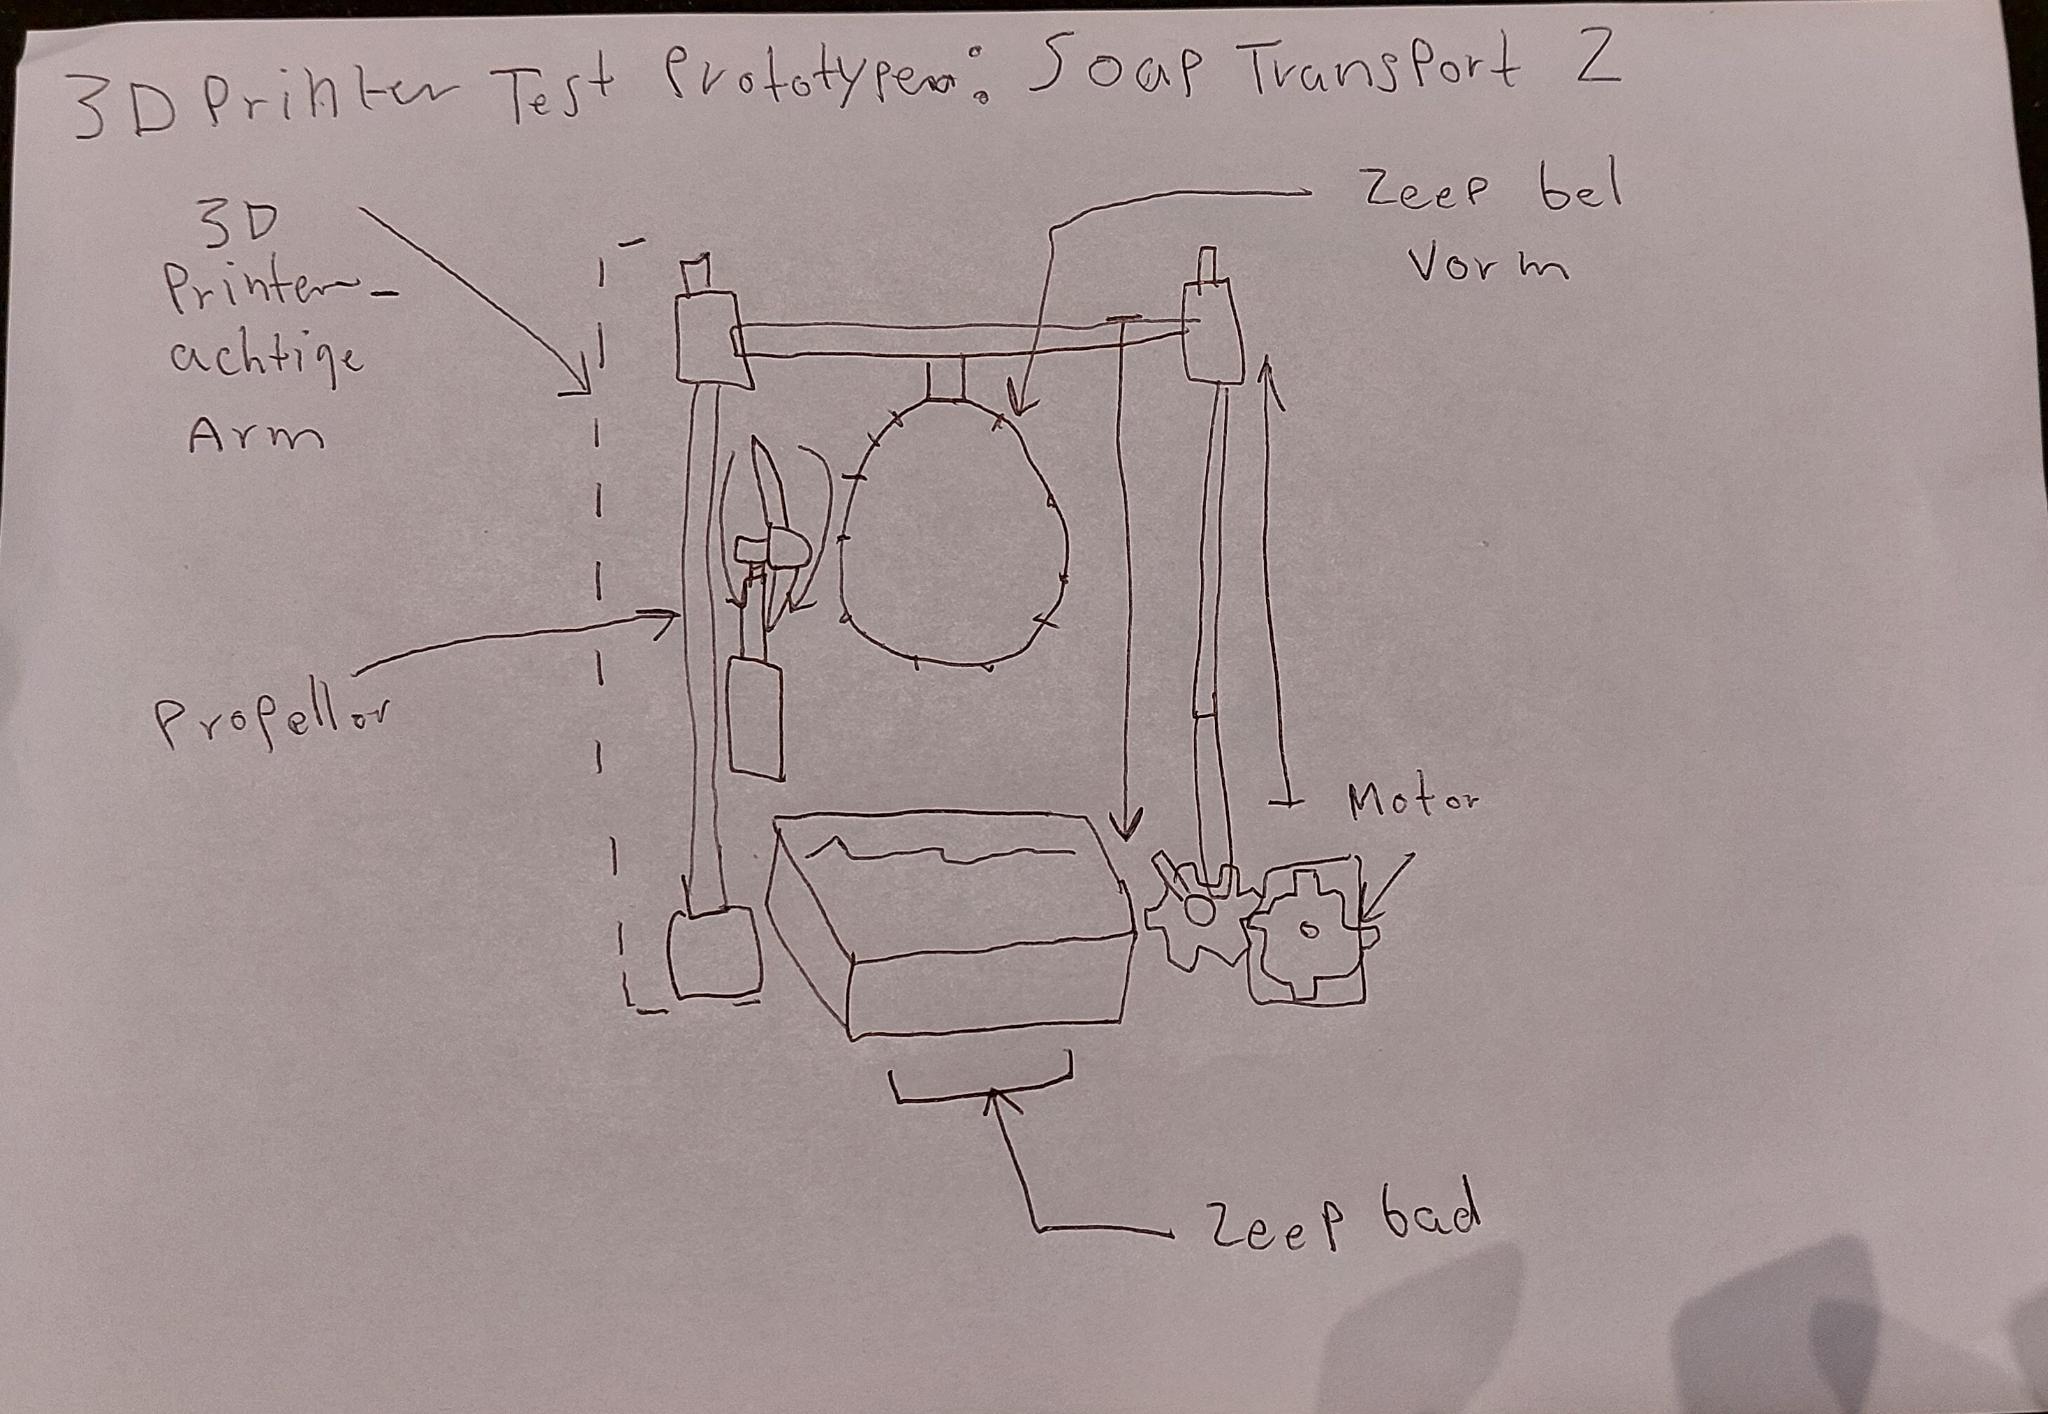 3D Printer Test Prototypen: Soap Transport 2
3D
Printer-
achtige
Arm
Zeep bel
Vorm
Propellor
Motor
Zeep bad